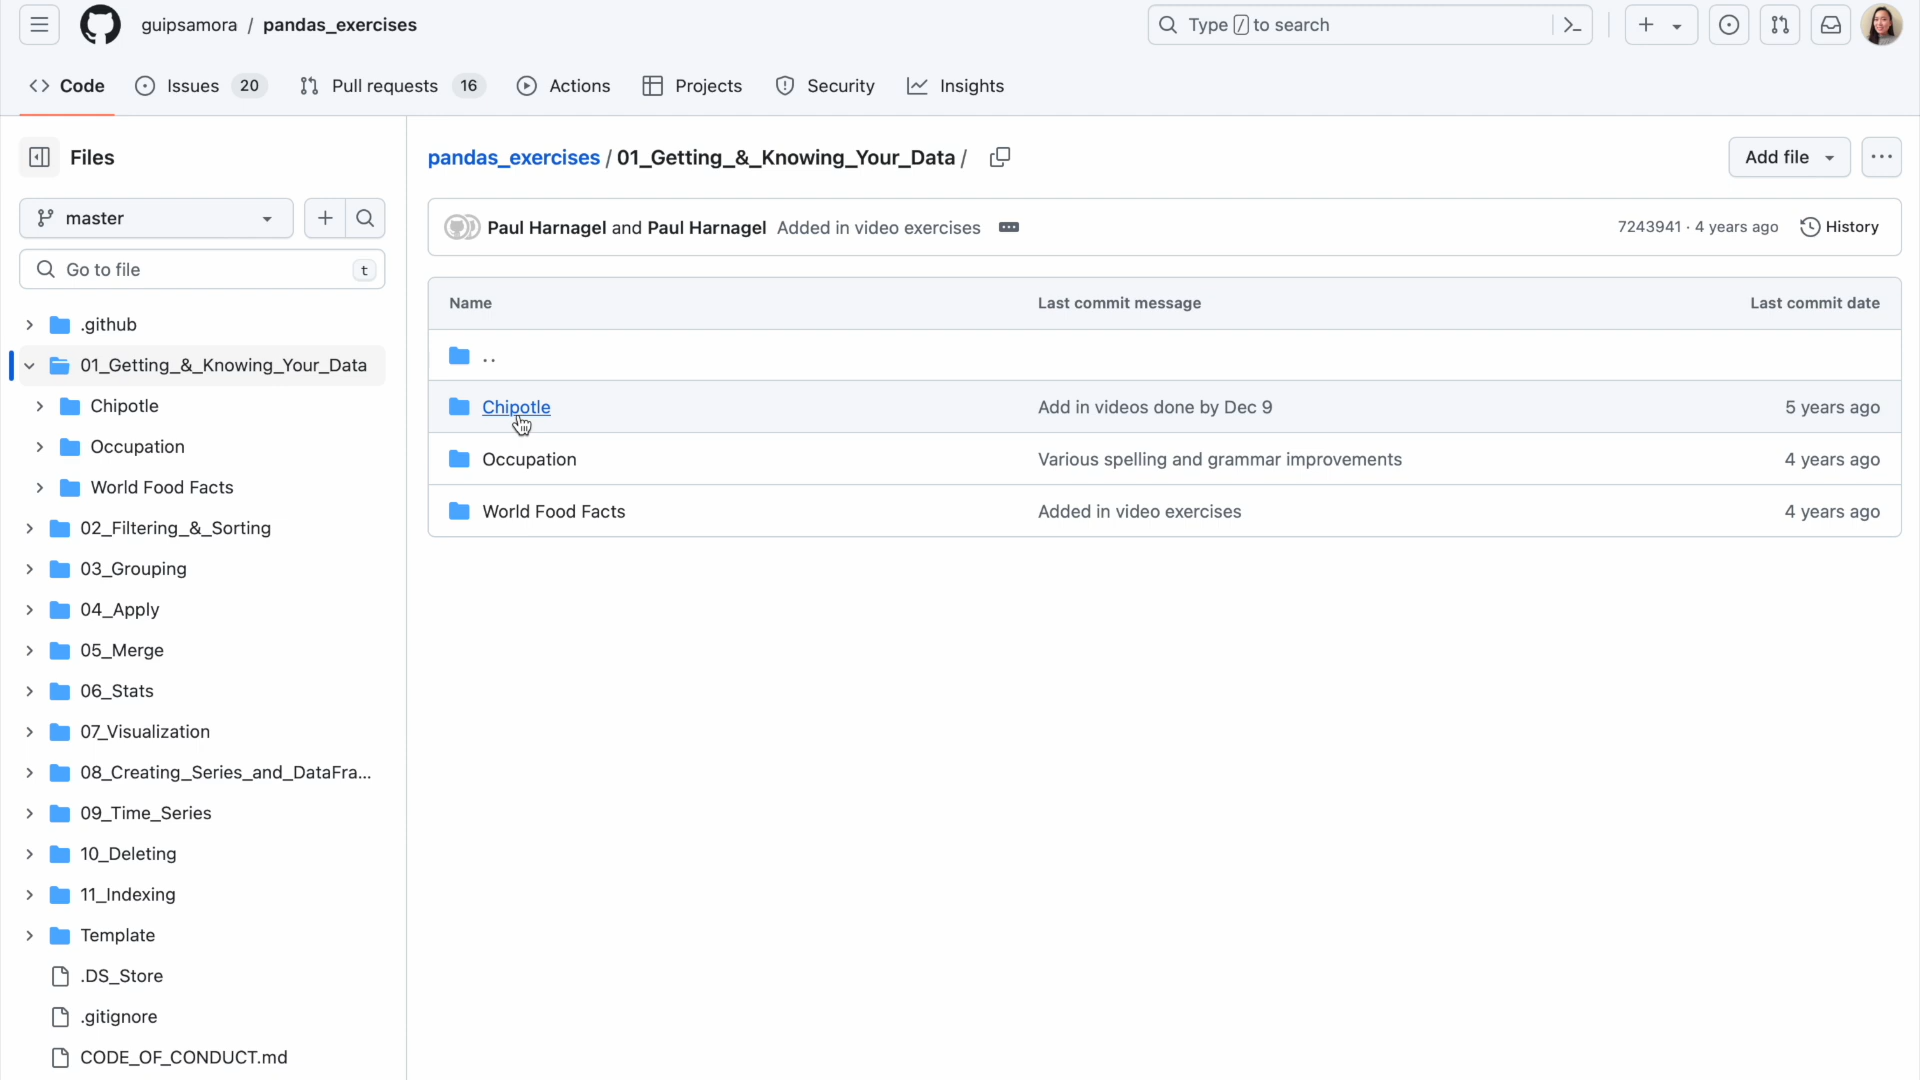 guipsamora / pandas_exercises
Type / to search
Code
Issues 20
Pull requests 16
Actions
Projects
Security
Insights
Files
master
Go to file t
.github
01_Getting_&_Knowing_Your_Data
Chipotle
Occupation
World Food Facts
02_Filtering_&_Sorting
03_Grouping
04_Apply
05_Merge
06_Stats
07_Visualization
08_Creating_Series_and_DataFra...
09_Time_Series
10_Deleting
11_Indexing
Template
.DS_Store
.gitignore
CODE_OF_CONDUCT.md
pandas_exercises / 01_Getting_&_Knowing_Your_Data /
Add file
Paul Harnagel and Paul Harnagel Added in video exercises
7243941 · 4 years ago
History
Name Last commit message Last commit date
..
Chipotle Add in videos done by Dec 9 5 years ago
Occupation Various spelling and grammar improvements 4 years ago
World Food Facts Added in video exercises 4 years ago